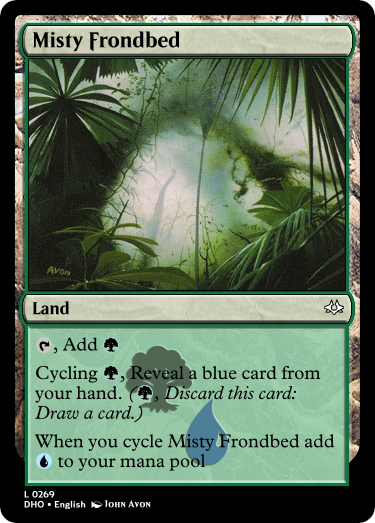 Misty Frondbed
AVON
Land
, Add
Cycling , Reveal a blue card from
your hand. ( , Discard this card:
Draw a card.)
When you cycle Misty Frondbed add
to your mana pool
L 0269
DHO • English John Avon